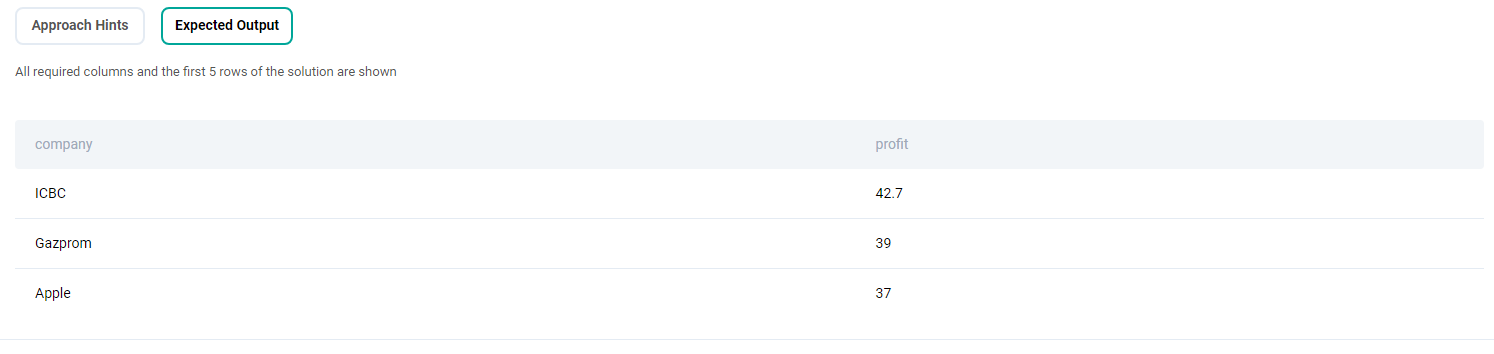 Approach Hints Expected Output
All required columns and the first 5 rows of the solution are shown
company profit
ICBC 42.7
Gazprom 39
Apple 37